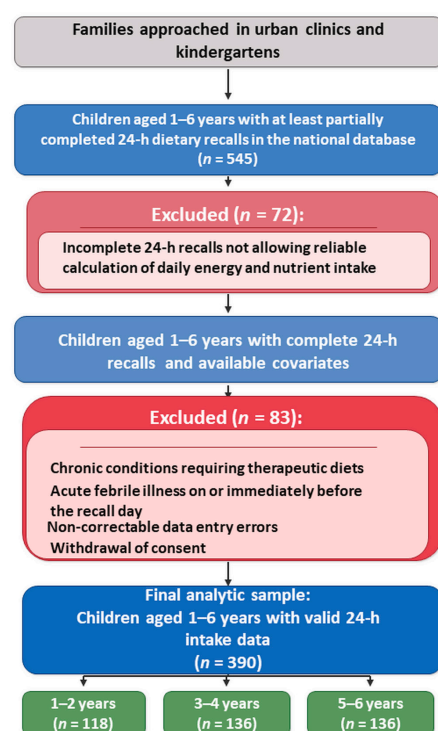 Families approached in urban clinics and
kindergartens
Children aged 1–6 years with at least partially
completed 24-h dietary recalls in the national database
(n = 545)
Excluded (n = 72):
Incomplete 24-h recalls not allowing reliable
calculation of daily energy and nutrient intake
Children aged 1–6 years with complete 24-h
recalls and available covariates
Excluded (n = 83):
Chronic conditions requiring therapeutic diets
Acute febrile illness on or immediately before
the recall day
Non-correctable data entry errors
Withdrawal of consent
Final analytic sample:
Children aged 1–6 years with valid 24-h
intake data
(n = 390)
1–2 years
(n = 118)
3–4 years
(n = 136)
5–6 years
(n = 136)